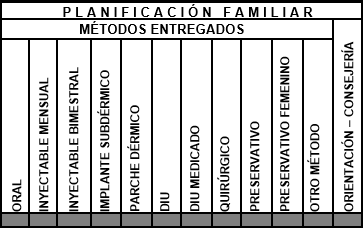 PLANIFICACIÓN FAMILIAR
MÉTODOS ENTREGADOS
ORAL
INYECTABLE MENSUAL
INYECTABLE BIMESTRAL
IMPLANTE SUBDÉRMICO
PARCHE DÉRMICO
DIU
DIU MEDICADO
QUIRÚRGICO
PRESERVATIVO
PRESERVATIVO FEMENINO
OTRO MÉTODO
ORIENTACIÓN – CONSEJERÍA